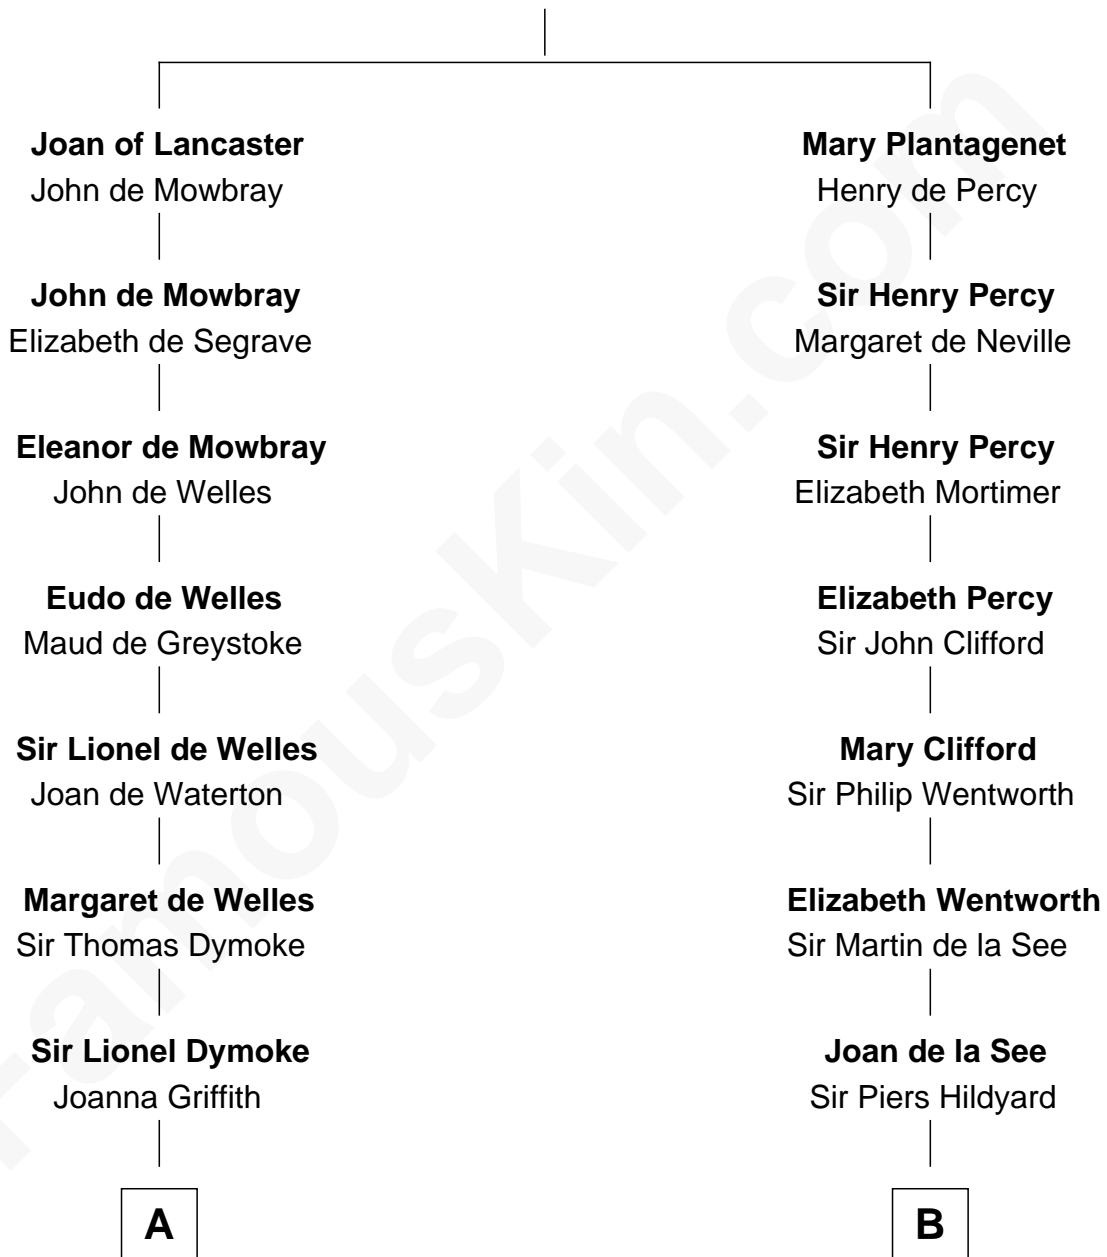 Joan of Lancaster
John de Mowbray
John de Mowbray
Elizabeth de Segrave
Eleanor de Mowbray
John de Welles
Eudo de Welles
Maud de Greystoke
Sir Lionel de Welles
Joan de Waterton
Margaret de Welles
Sir Thomas Dymoke
Sir Lionel Dymoke
Joanna Griffith
A
Mary Plantagenet
Henry de Percy
Sir Henry Percy
Margaret de Neville
Sir Henry Percy
Elizabeth Mortimer
Elizabeth Percy
Sir John Clifford
Mary Clifford
Sir Philip Wentworth
Elizabeth Wentworth
Sir Martin de la See
Joan de la See
Sir Piers Hildyard
B
FamousKin.com